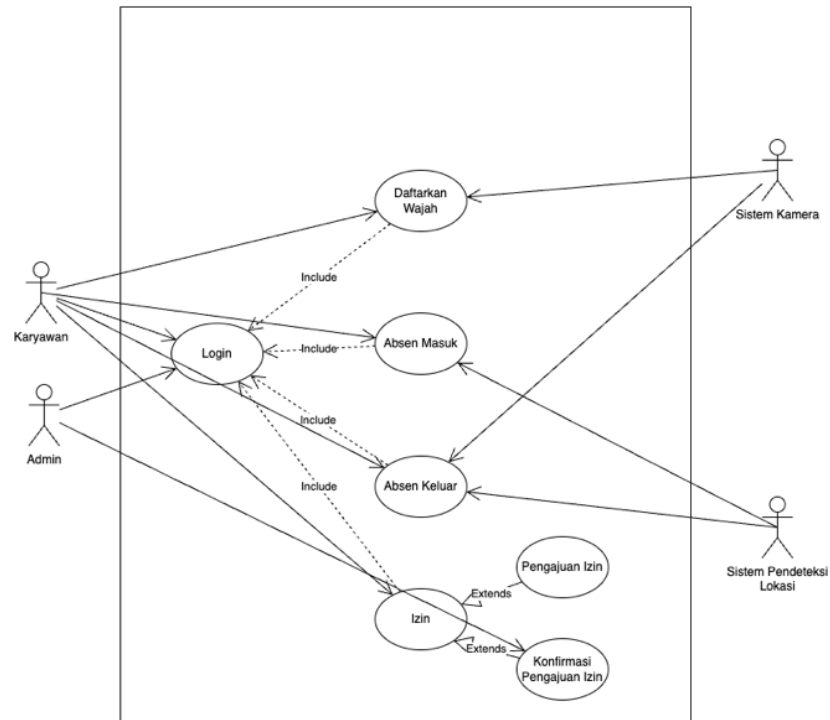 Daftarkan
Wajah
Sistem Kamera
Include
Karyawan
Login
Include
Absen Masuk
Include
Admin
Include
Absen Keluar
Pengajuan Izin
Sistem Pendeteksi
Lokasi
Extends
Izin
Extends
Konfirmasi
Pengajuan Izin